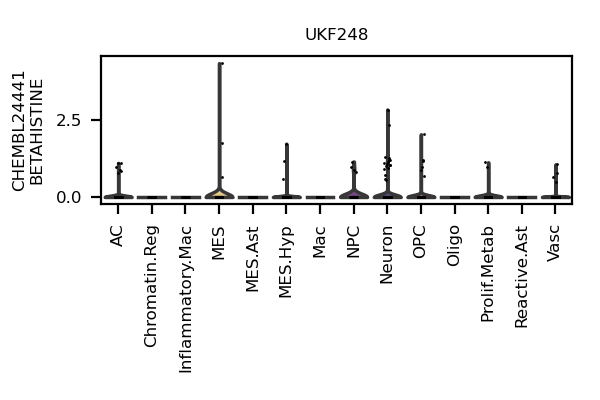 UKF248
CHEMBL24441
BETAHISTINE
2.5
0.0
AC
Chromatin.Reg
Inflammatory.Mac
MES
MES.Ast
MES.Hyp
Mac
NPC
Neuron
OPC
Oligo
Prolif.Metab
Reactive.Ast
Vasc